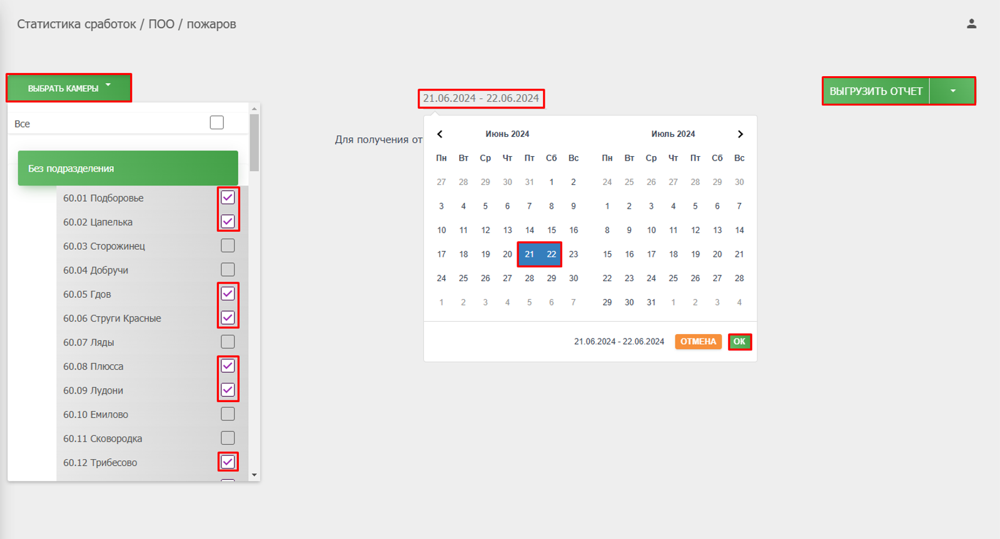 Статистика сработок / ПОО / пожаров
ВЫБРАТЬ КАМЕРЫ
Все
Без подразделения
60.01 Подборовье
60.02 Цапелька
60.03 Сторожинец
60.04 Добручи
60.05 Гдов
60.06 Струги Красные
60.07 Ляды
60.08 Плюсса
60.09 Лудони
60.10 Емилово
60.11 Сковородка
60.12 Трибесово
21.06.2024 - 22.06.2024
Для получения от
Июнь 2024
Пн Вт Ср Чт Пт Сб Вс
27 28 29 30 31 1 2
3 4 5 6 7 8 9
10 11 12 13 14 15 16
17 18 19 20 21 22 23
24 25 26 27 28 29 30
1 2 3 4 5 6 7
Июль 2024
Пн Вт Ср Чт Пт Сб Вс
24 25 26 27 28 29 30
1 2 3 4 5 6 7
8 9 10 11 12 13 14
15 16 17 18 19 20 21
22 23 24 25 26 27 28
29 30 31 1 2 3 4
21.06.2024 - 22.06.2024 ОТМЕНА ОК
ВЫГРУЗИТЬ ОТЧЕТ